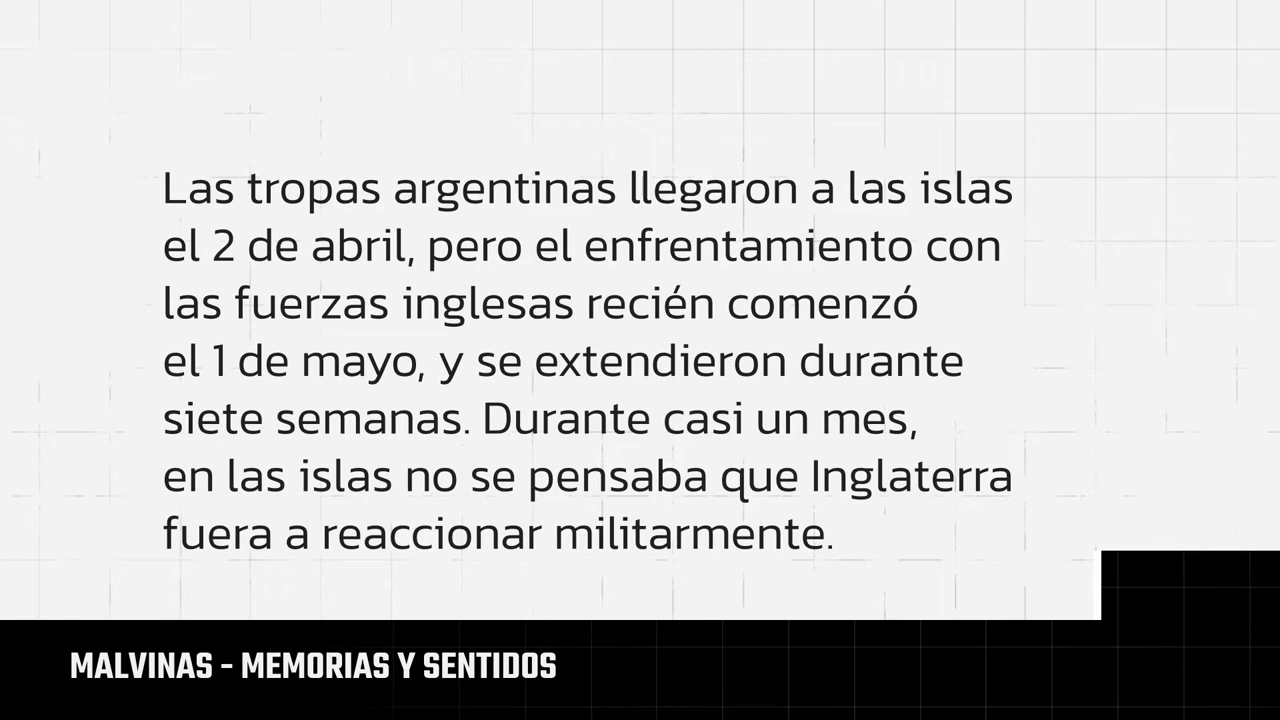 Las tropas argentinas llegaron a las islas
el 2 de abril, pero el enfrentamiento con
las fuerzas inglesas recién comenzó
el 1 de mayo, y se extendieron durante
siete semanas. Durante casi un mes,
en las islas no se pensaba que Inglaterra
fuera a reaccionar militarmente.
MALVINAS - MEMORIAS Y SENTIDOS